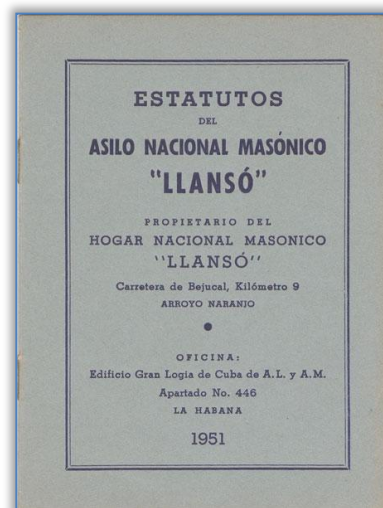 ESTATUTOS
DEL
ASILO NACIONAL MASÓNICO
"LLANSÓ"
PROPIETARIO DEL
HOGAR NACIONAL MASONICO
"LLANSÓ"
Carretera de Bejucal, Kilómetro 9
ARROYO NARANJO
OFICINA:
Edificio Gran Logia de Cuba de A.L. y A.M.
Apartado No. 446
LA HABANA
1951